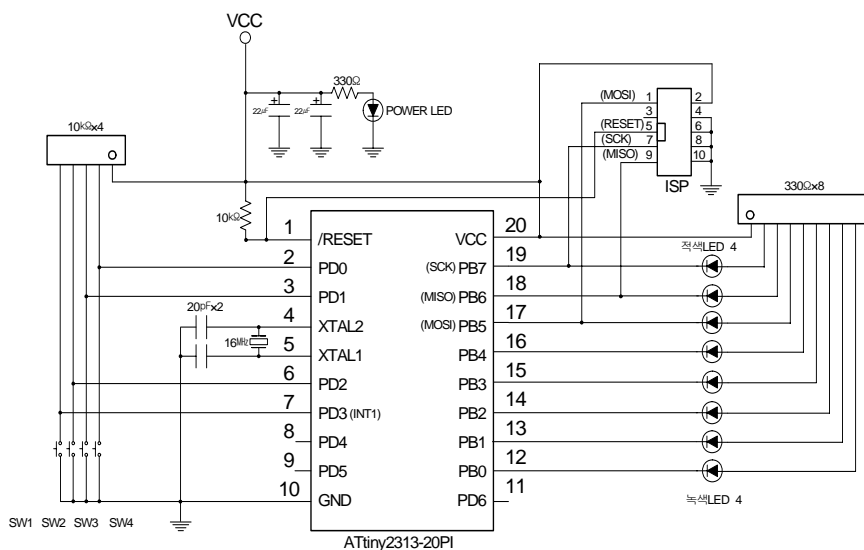 VCC
330Ω
22㎌
22㎌
POWER LED
10㏀×4
10㏀
(MOSI) 1 2
3 4
(RESET) 5 6
(SCK) 7 8
(MISO) 9 10
ISP
330Ω×8
1 /RESET VCC 20
2 PD0 (SCK) PB7 19
3 PD1 (MISO) PB6 18
4 XTAL2 (MOSI) PB5 17
5 XTAL1 PB4 16
6 PD2 PB3 15
7 PD3 (INT1) PB2 14
8 PD4 PB1 13
9 PD5 PB0 12
10 GND PD6 11
20㎊×2
16㎒
적색LED 4
녹색LED 4
SW1 SW2 SW3 SW4
ATtiny2313-20PI